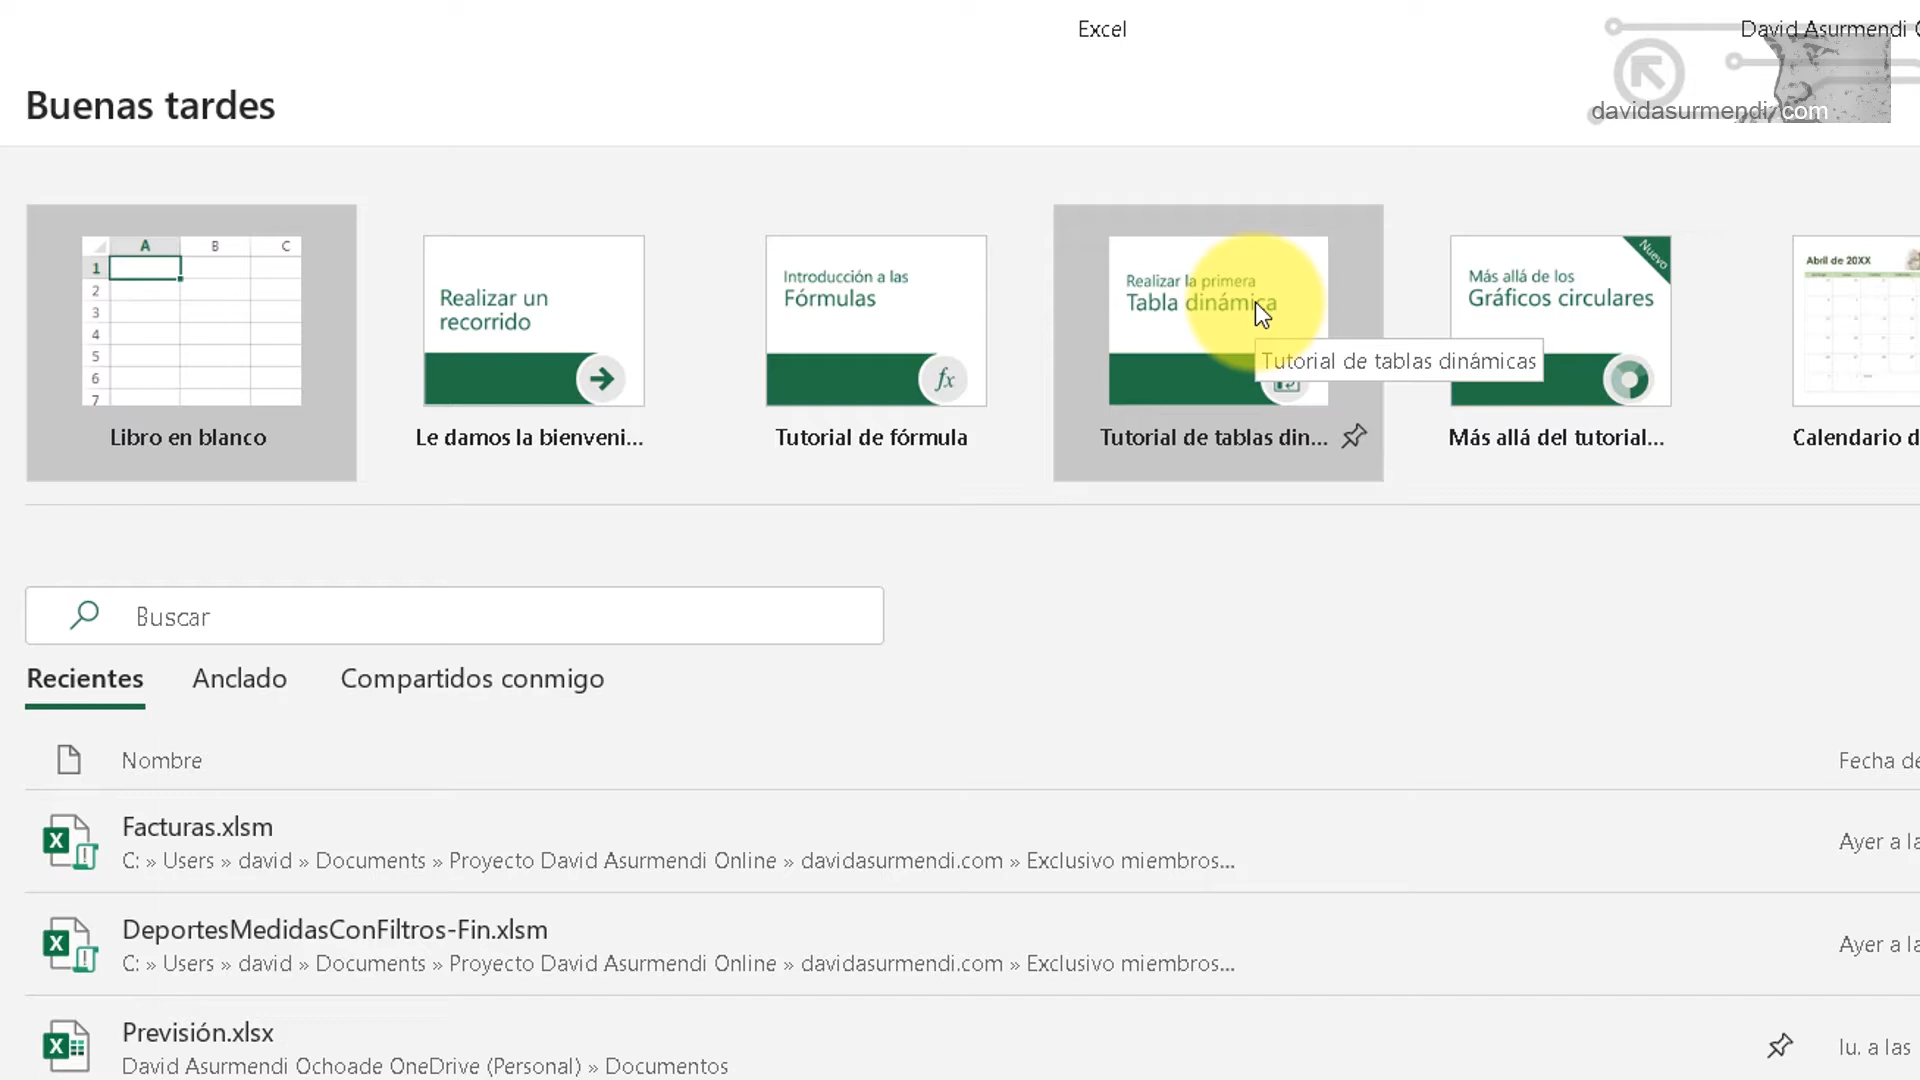 Excel
David Asurmendi
davidasurmendi.com
Buenas tardes
A B C
1
2
3
4
5
6
7
Libro en blanco
Realizar un
recorrido
Le damos la bienveni...
Introducción a las
Fórmulas
fx
Tutorial de fórmula
Realizar la primera
Tabla dinámica
Tutorial de tablas dinámicas
Tutorial de tablas din...
Nuevo
Más allá de los
Gráficos circulares
Más allá del tutorial...
Abril de 20XX
Calendario d
Buscar
Recientes Anclado Compartidos conmigo
Nombre Fecha de
Facturas.xlsm
C: » Users » david » Documents » Proyecto David Asurmendi Online » davidasurmendi.com » Exclusivo miembros...
Ayer a la
DeportesMedidasConFiltros-Fin.xlsm
C: » Users » david » Documents » Proyecto David Asurmendi Online » davidasurmendi.com » Exclusivo miembros...
Ayer a la
Previsión.xlsx
David Asurmendi Ochoade OneDrive (Personal) » Documentos
lu. a las